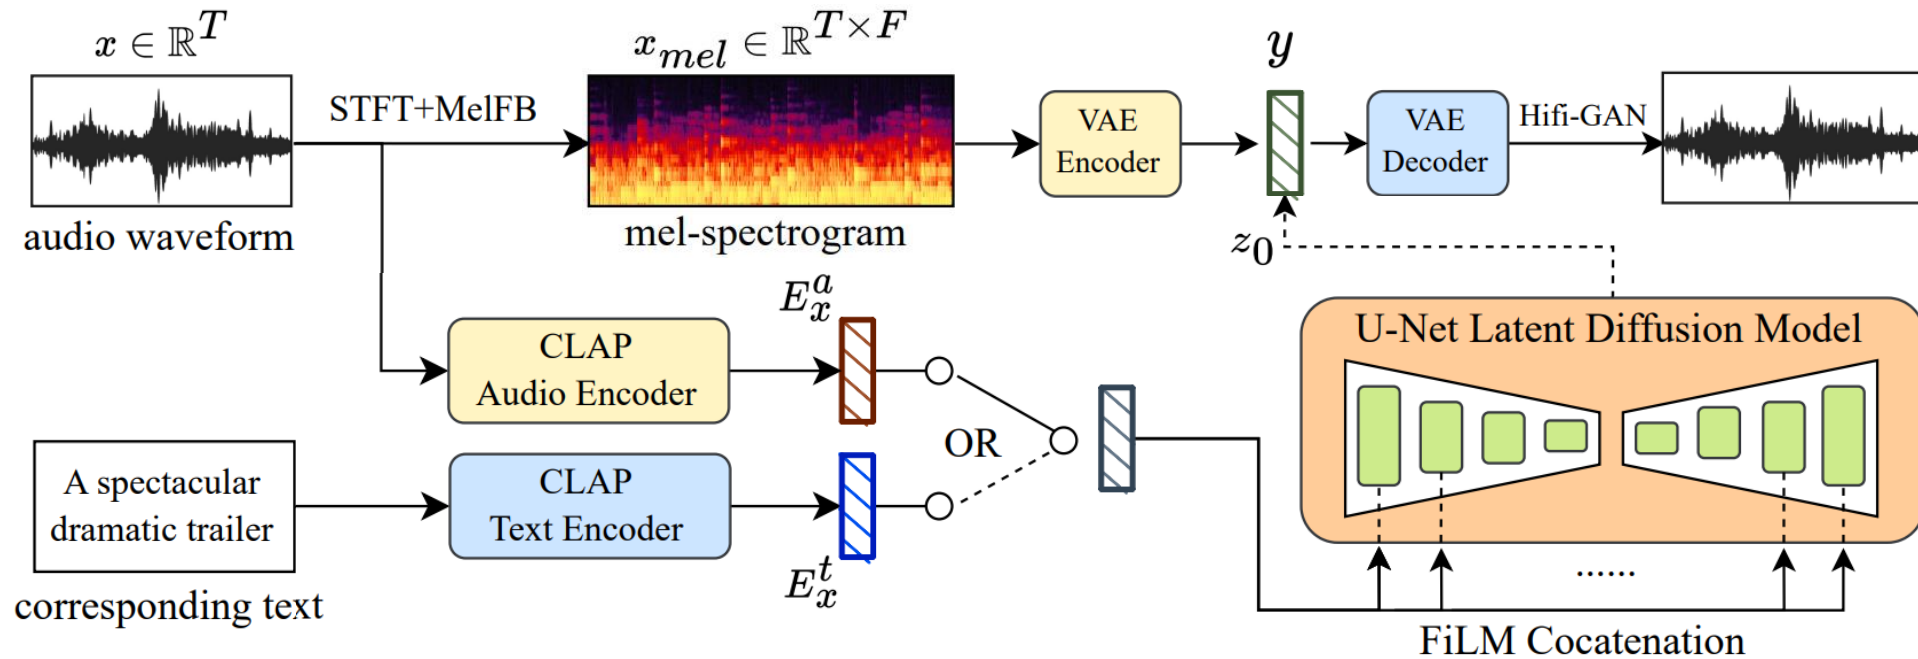 x ∈ ℝ^T
x_mel ∈ ℝ^{T×F}
y
STFT+MelFB
VAE
Encoder
VAE
Decoder
Hifi-GAN
audio waveform
mel-spectrogram
z_0
E_x^a
CLAP
Audio Encoder
OR
U-Net Latent Diffusion Model
A spectacular
dramatic trailer
CLAP
Text Encoder
E_x^t
corresponding text
......
FiLM Cocatenation